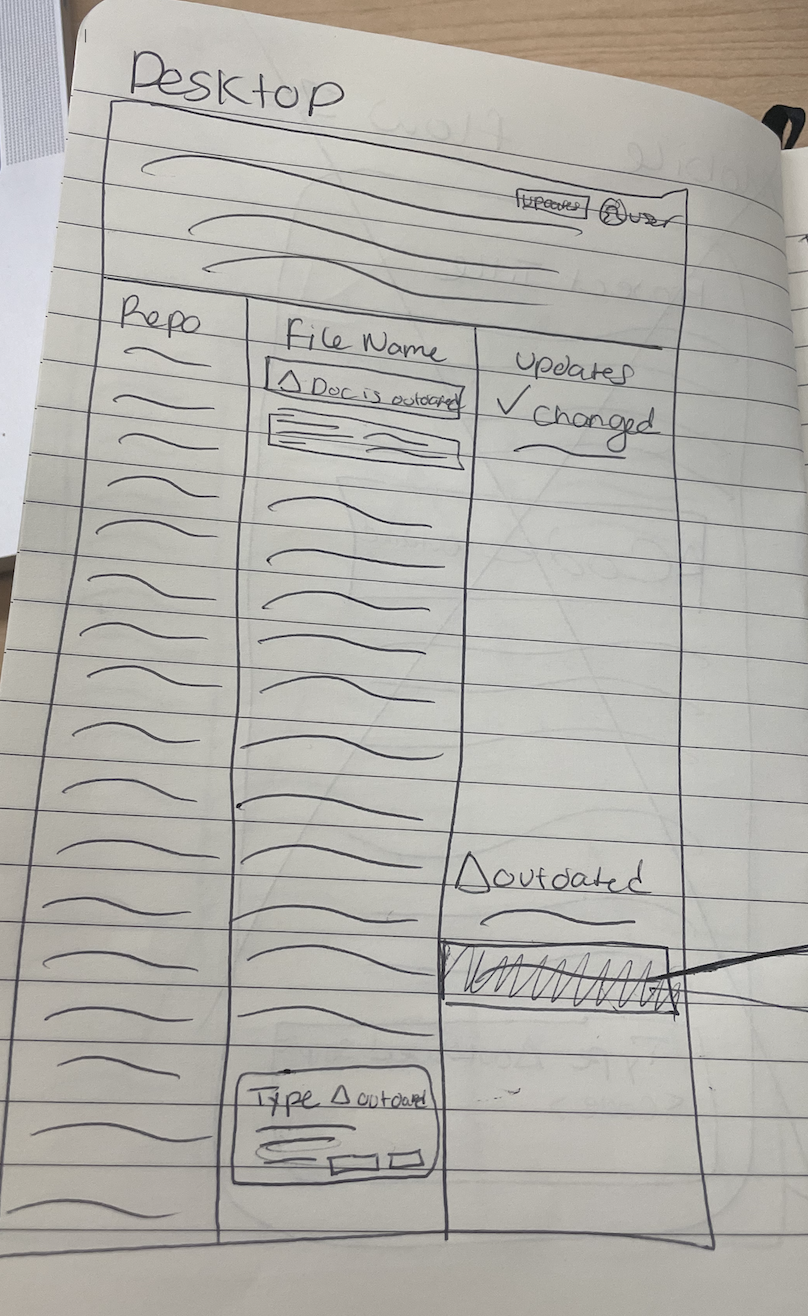 Desktop
updates user
Repo
File Name
△ Doc is outdated
updates
✓ changed
△ outdated
Type △ outdated